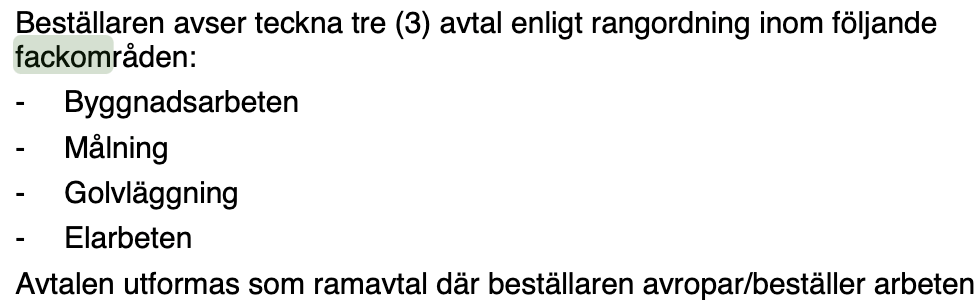 Beställaren avser teckna tre (3) avtal enligt rangordning inom följande
fackområden:
- Byggnadsarbeten
- Målning
- Golvläggning
- Elarbeten
Avtalen utformas som ramavtal där beställaren avropar/beställer arbeten